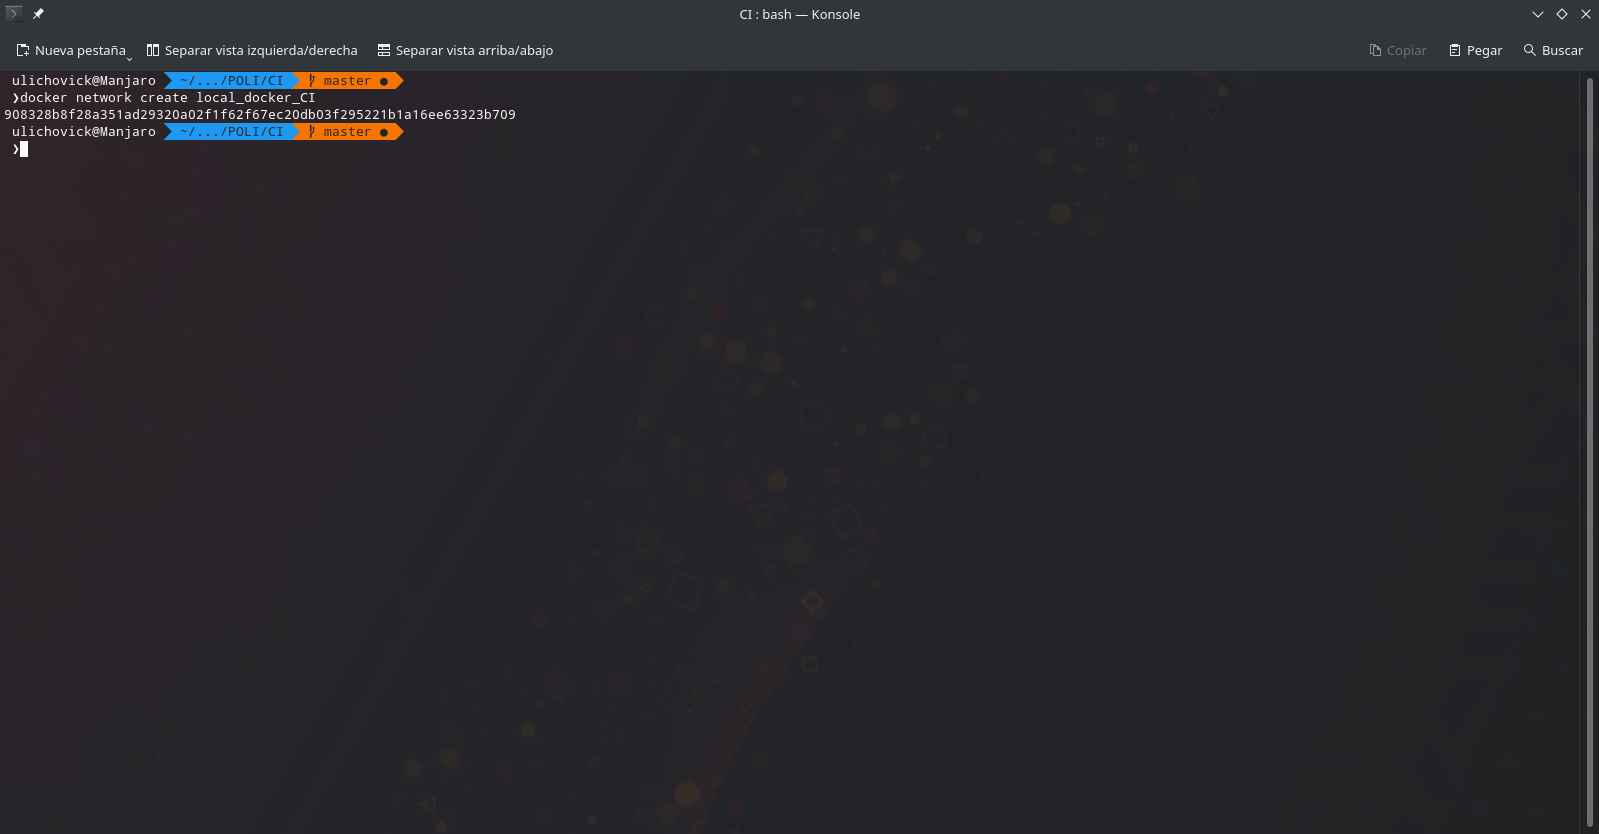 CI : bash — Konsole
Nueva pestaña Separar vista izquierda/derecha Separar vista arriba/abajo Copiar Pegar Buscar
ulichovick@Manjaro ~/.../POLI/CI master ●
❯docker network create local_docker_CI
908328b8f28a351ad29320a02f1f62f67ec20db03f295221b1a16ee63323b709
ulichovick@Manjaro ~/.../POLI/CI master ●
❯